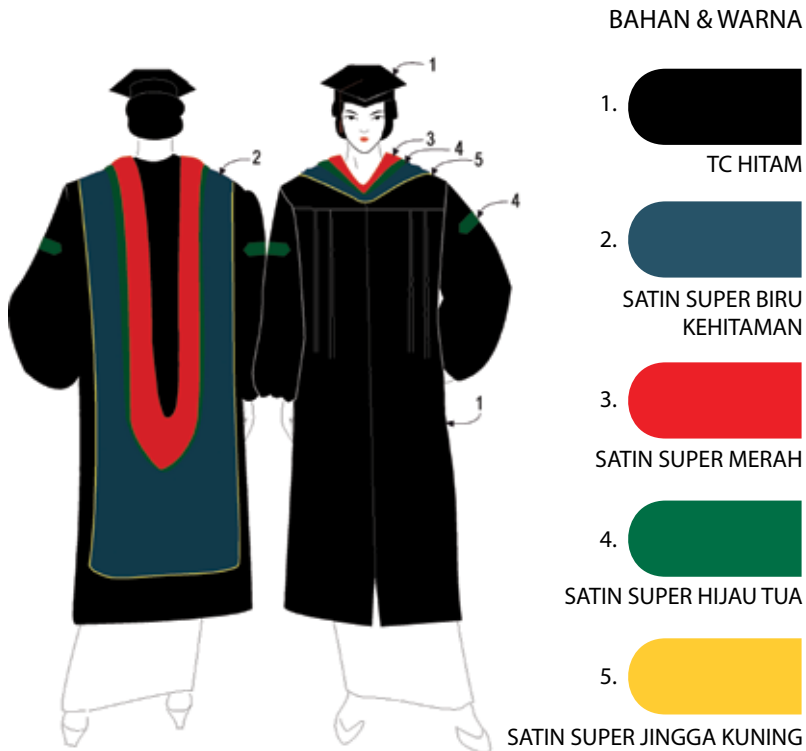 BAHAN & WARNA
1.
TC HITAM
2.
SATIN SUPER BIRU
KEHITAMAN
3.
SATIN SUPER MERAH
4.
SATIN SUPER HIJAU TUA
5.
SATIN SUPER JINGGA KUNING
1
2
3
4
5
4
1